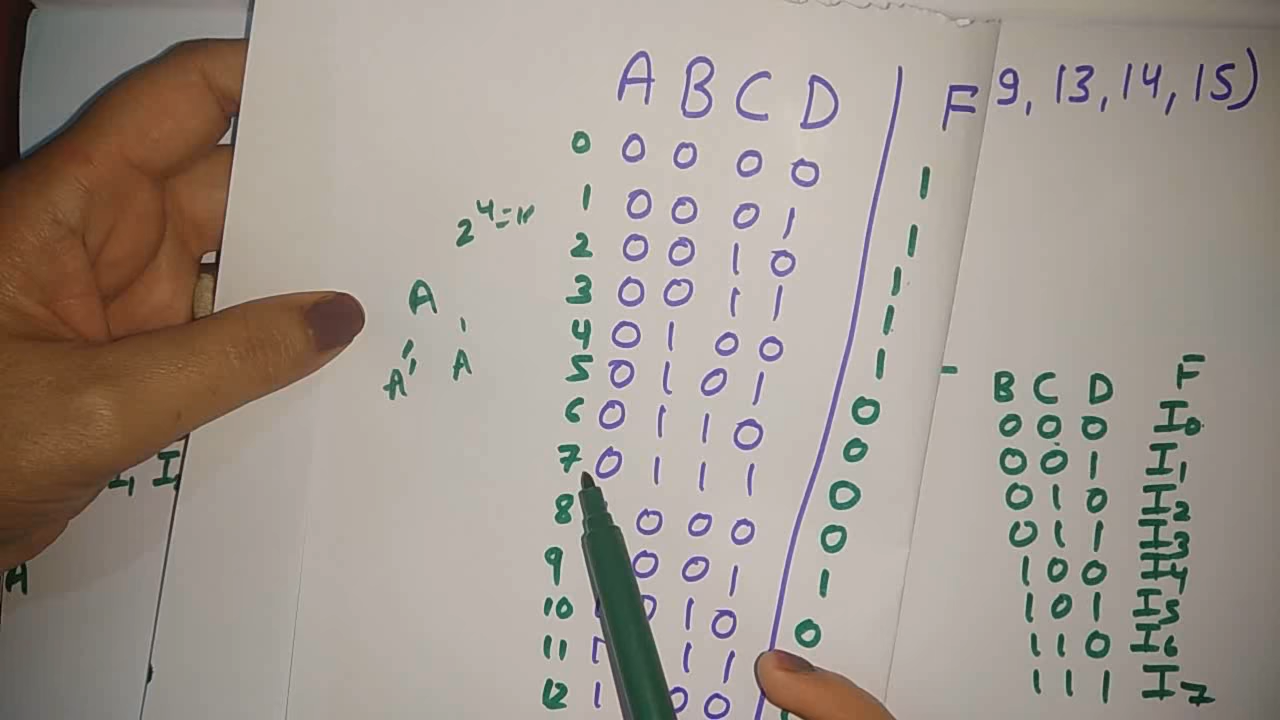 A B C D F 9, 13, 14, 15)
0 0 0 0 0 1
1 0 0 0 1 1
2 0 0 1 0 1
3 0 0 1 1 1
4 0 1 0 0 1
5 0 1 0 1 0
6 0 1 1 0 0
7 0 1 1 1 0
8 0 0 0 0
9 0 0 1 1
10 0 1 0 0
11 1 1 1
12 1 0 0
2⁴=
A
A' A
B C D F
0 0 0 I0
0 0 1 I1
0 1 0 I2
0 1 1 I3
1 0 0 I4
1 0 1 I5
1 1 0 I6
1 1 1 I7
I1
A